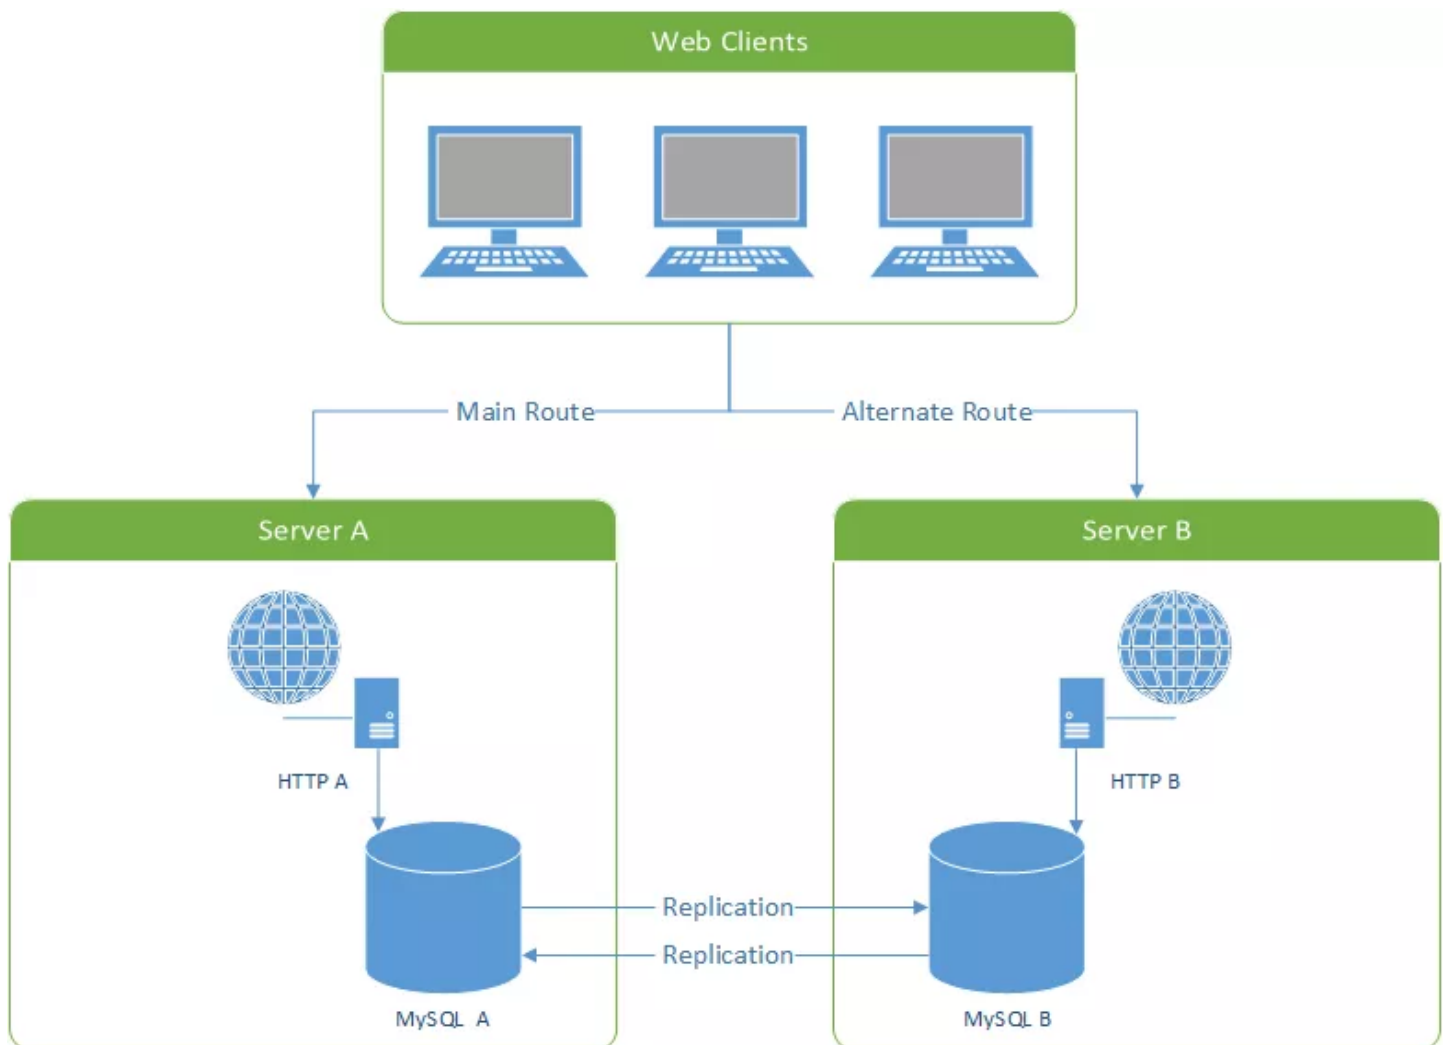 Web Clients
Main Route
Alternate Route
Server A
Server B
HTTP A
HTTP B
Replication
Replication
MySQL A
MySQL B